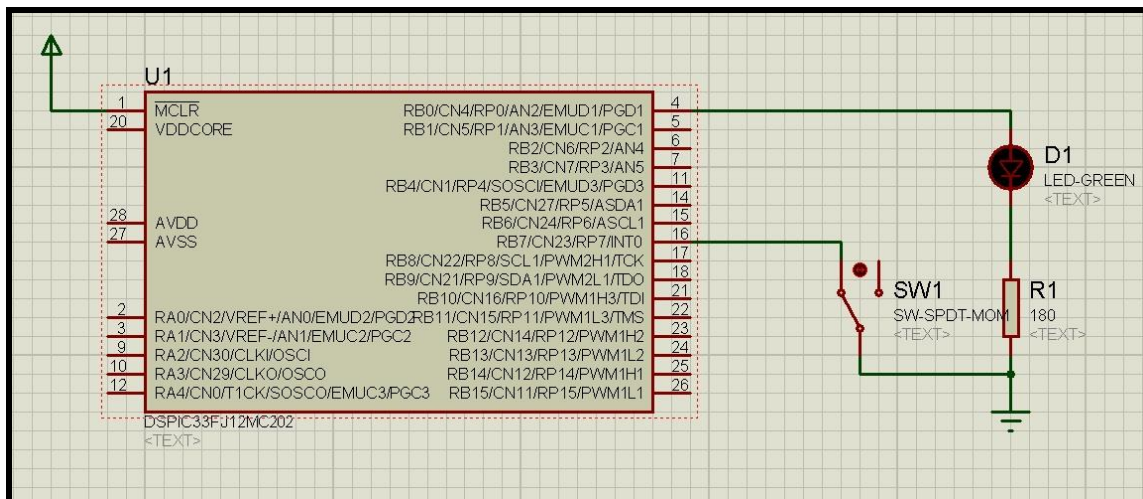 U1
1 MCLR
20 VDDCORE
28 AVDD
27 AVSS
2 RA0/CN2/VREF+/AN0/EMUD2/PGD2
3 RA1/CN3/VREF-/AN1/EMUC2/PGC2
9 RA2/CN30/CLKI/OSCI
10 RA3/CN29/CLKO/OSCO
12 RA4/CN0/T1CK/SOSCO/EMUC3/PGC3
RB0/CN4/RP0/AN2/EMUD1/PGD1 4
RB1/CN5/RP1/AN3/EMUC1/PGC1 5
RB2/CN6/RP2/AN4 6
RB3/CN7/RP3/AN5 7
RB4/CN1/RP4/SOSCI/EMUD3/PGD3 11
RB5/CN27/RP5/ASDA1 14
RB6/CN24/RP6/ASCL1 15
RB7/CN23/RP7/INT0 16
RB8/CN22/RP8/SCL1/PWM2H1/TCK 17
RB9/CN21/RP9/SDA1/PWM2L1/TDO 18
RB10/CN16/RP10/PWM1H3/TDI 21
RB11/CN15/RP11/PWM1L3/TMS 22
RB12/CN14/RP12/PWM1H2 23
RB13/CN13/RP13/PWM1L2 24
RB14/CN12/RP14/PWM1H1 25
RB15/CN11/RP15/PWM1L1 26
DSPIC33FJ12MC202
<TEXT>
D1
LED-GREEN
<TEXT>
SW1
SW-SPDT-MOM
<TEXT>
R1
180
<TEXT>